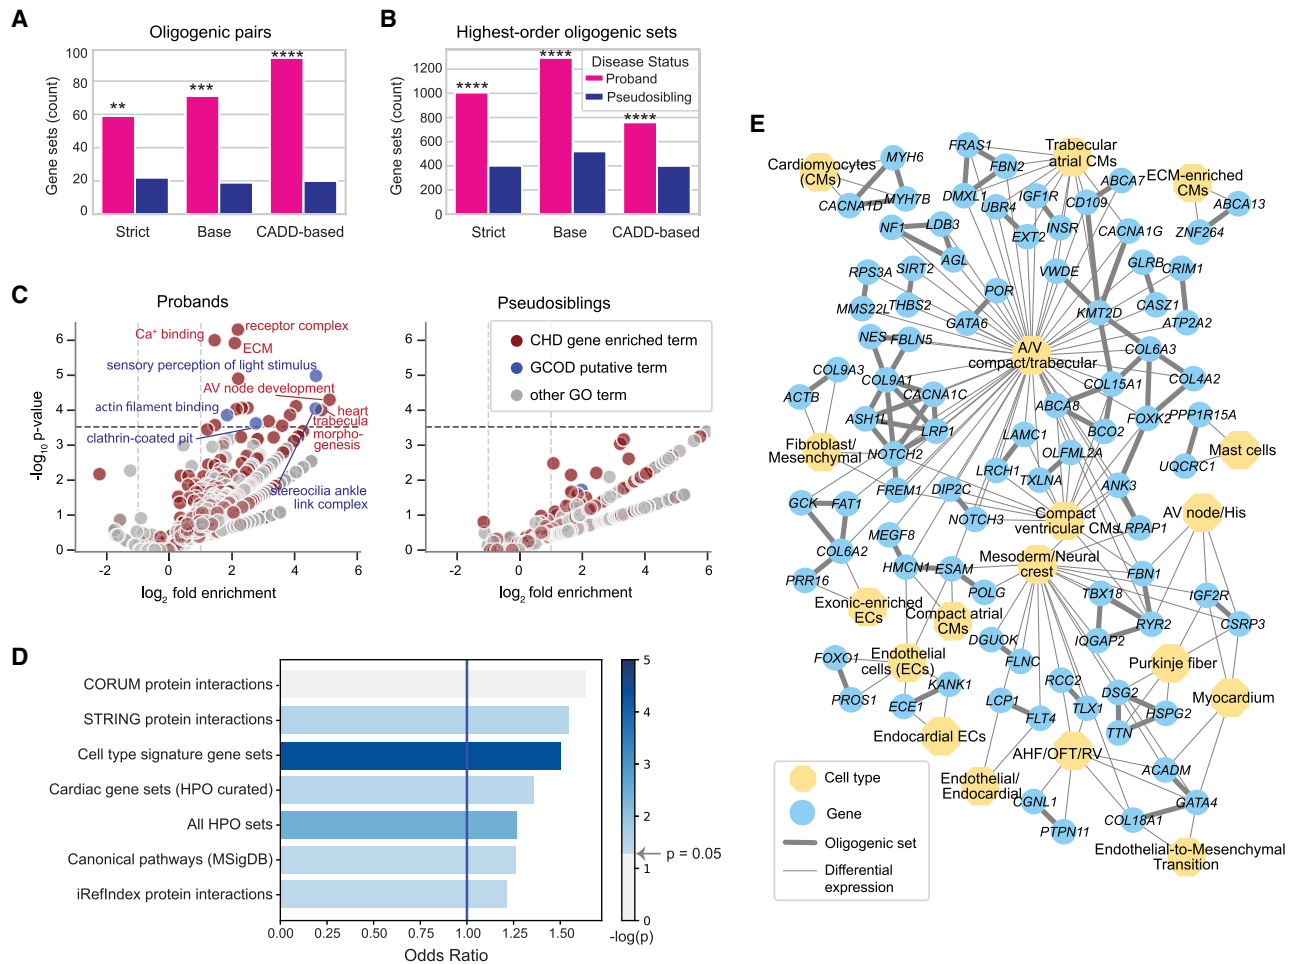 A
Oligogenic pairs
Gene sets (count)
100
80
60
40
20
0
**
***
****
Strict
Base
CADD-based
B
Highest-order oligogenic sets
Gene sets (count)
1200
1000
800
600
400
200
0
****
****
****
Disease Status
Proband
Pseudosibling
Strict
Base
CADD-based
C
Probands
-log10 p-value
6
5
4
3
2
1
0
Ca+ binding
receptor complex
ECM
sensory perception of light stimulus
AV node development
actin filament binding
heart
trabecula
morpho-
genesis
clathrin-coated pit
stereocilia ankle
link complex
-2
0
2
4
6
log2 fold enrichment
Pseudosiblings
6
5
4
3
2
1
0
CHD gene enriched term
GCOD putative term
other GO term
-2
0
2
4
6
log2 fold enrichment
D
CORUM protein interactions
STRING protein interactions
Cell type signature gene sets
Cardiac gene sets (HPO curated)
All HPO sets
Canonical pathways (MSigDB)
iRefIndex protein interactions
0.00
0.25
0.50
0.75
1.00
1.25
1.50
Odds Ratio
5
4
3
2
1
0
p = 0.05
-log(p)
E
Cardiomyocytes
(CMs)
MYH6
CACNA1D
MYH7B
FRAS1
FBN2
DMXL1
Trabecular
atrial CMs
ABCA7
ECM-enriched
CMs
ABCA13
ZNF264
UBR4
IGF1R
CD109
EXT2
INSR
NF1
LDB3
AGL
CACNA1G
VWDE
GLRB
CRIM1
CASZ1
ATP2A2
RPS3A
SIRT2
MMS22L
THBS2
POR
GATA6
KMT2D
NES
FBLN5
A/V
compact/trabecular
COL6A3
COL9A3
COL9A1
COL15A1
COL4A2
ACTB
CACNA1C
ABCA8
FOXK2
PPP1R15A
ASH1L
LRP1
LAMC1
BCO2
Fibroblast/
Mesenchymal
NOTCH2
OLFML2A
Mast cells
LRCH1
UQCRC1
TXLNA
ANK3
FREM1
DIP2C
GCK
FAT1
NOTCH3
Compact
ventricular CMs
LRPAP1
AV node/His
MEGF8
COL6A2
HMCN1
ESAM
Mesoderm/Neural
crest
FBN1
PRR16
POLG
TBX18
IGF2R
Exonic-enriched
ECs
Compact atrial
CMs
RYR2
CSRP3
DGUOK
IQGAP2
FOXO1
Endothelial
cells (ECs)
FLNC
Purkinje fiber
KANK1
RCC2
DSG2
PROS1
ECE1
LCP1
TLX1
HSPG2
Myocardium
FLT4
TTN
Endocardial ECs
AHF/OFT/RV
ACADM
Endothelial/
Endocardial
CGNL1
GATA4
COL18A1
PTPN11
Endothelial-to-Mesenchymal
Transition
Cell type
Gene
Oligogenic set
Differential
expression